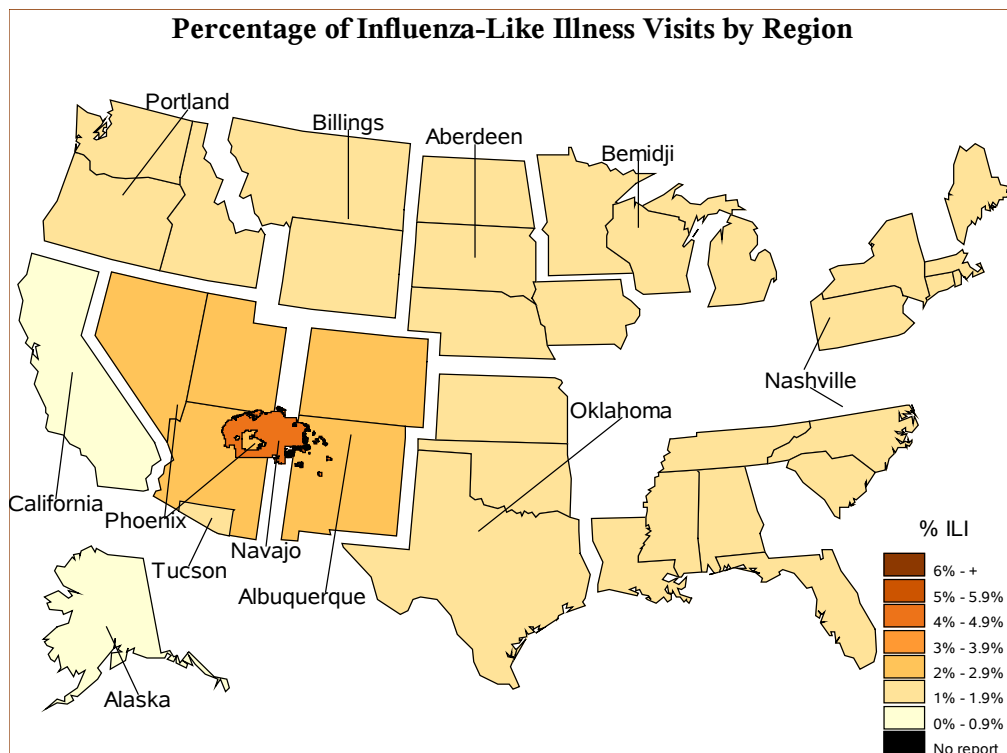 Percentage of Influenza-Like Illness Visits by Region
Portland
Billings
Aberdeen
Bemidji
Nashville
Oklahoma
California
Phoenix
Navajo
Tucson
Albuquerque
Alaska
% ILI
6% - +
5% - 5.9%
4% - 4.9%
3% - 3.9%
2% - 2.9%
1% - 1.9%
0% - 0.9%
No report